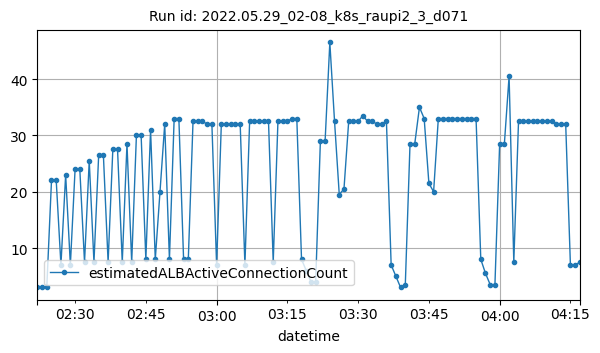 Run id: 2022.05.29_02-08_k8s_raupi2_3_d071
40
30
20
10
estimatedALBActiveConnectionCount
02:30 02:45 03:00 03:15 03:30 03:45 04:00 04:15
datetime